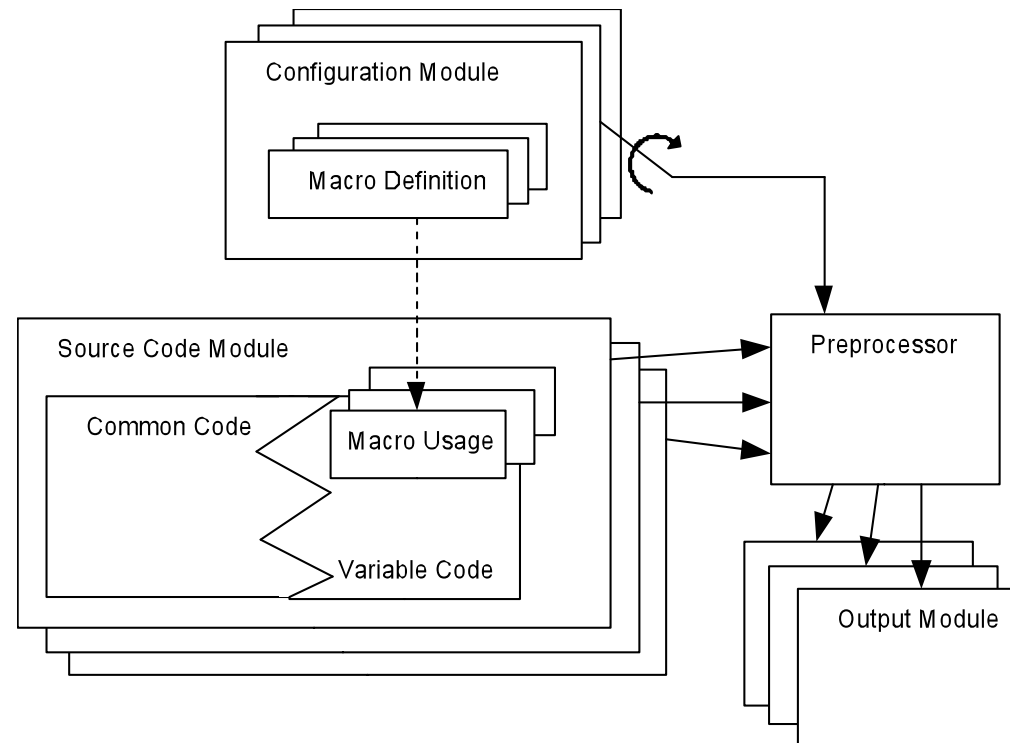 Configuration Module
Macro Definition
Source Code Module
Preprocessor
Common Code
Macro Usage
Variable Code
Output Module